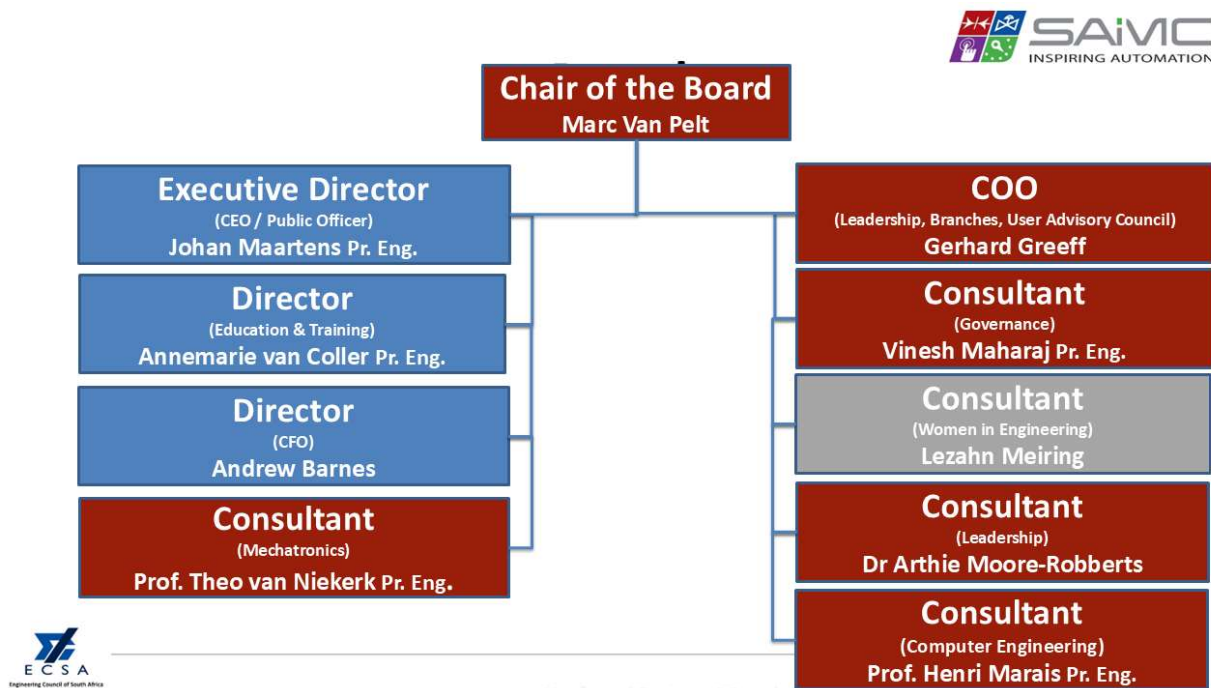 SAiMC
INSPIRING AUTOMATION
Chair of the Board
Marc Van Pelt
Executive Director
(CEO / Public Officer)
Johan Maartens Pr. Eng.
Director
(Education & Training)
Annemarie van Coller Pr. Eng.
Director
(CFO)
Andrew Barnes
Consultant
(Mechatronics)
Prof. Theo van Niekerk Pr. Eng.
COO
(Leadership, Branches, User Advisory Council)
Gerhard Greeff
Consultant
(Governance)
Vinesh Maharaj Pr. Eng.
Consultant
(Women in Engineering)
Lezahn Meiring
Consultant
(Leadership)
Dr Arthie Moore-Robberts
Consultant
(Computer Engineering)
Prof. Henri Marais Pr. Eng.
ECSA
Engineering Council of South Africa